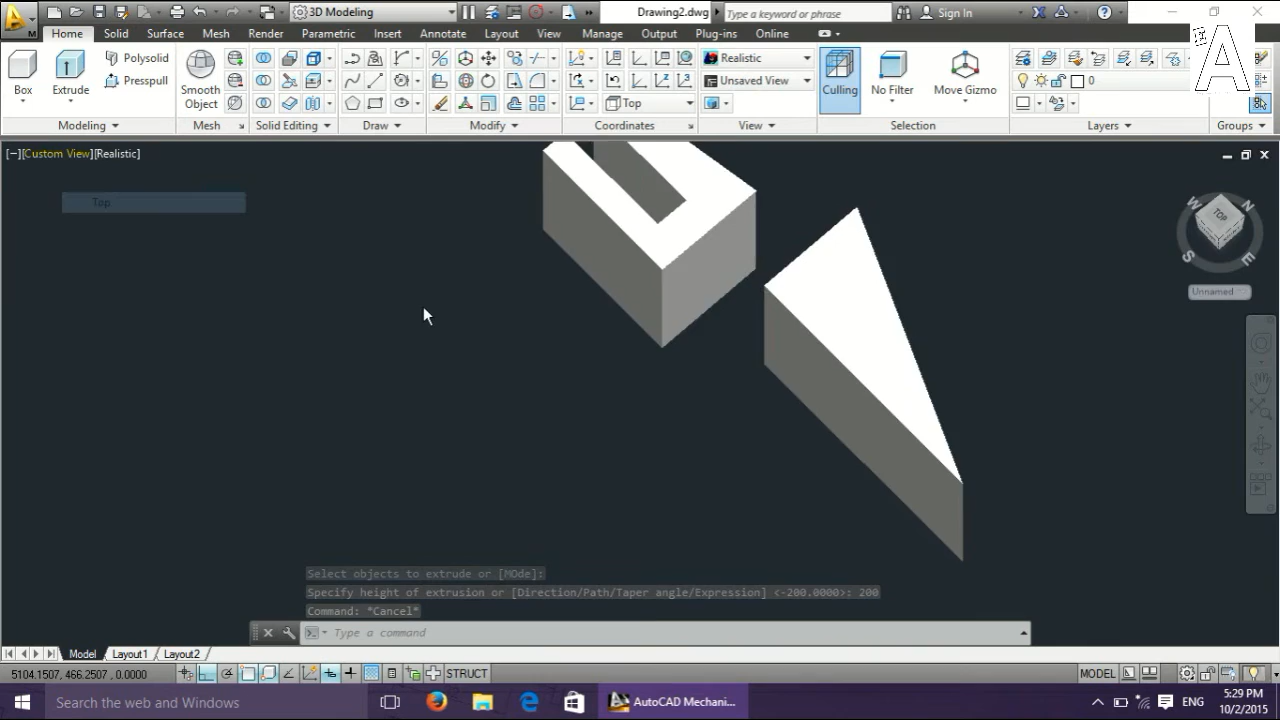 3D Modeling
Drawing2.dwg
Type a keyword or phrase
Sign In
Home Solid Surface Mesh Render Parametric Insert Annotate Layout View Manage Output Plug-ins Online
Box
Extrude
Polysolid
Presspull
Smooth
Object
Realistic
Unsaved View
Top
Culling
No Filter
Move Gizmo
0
A
Modeling Mesh Solid Editing Draw Modify Coordinates View Selection Layers Groups
[−][Custom View][Realistic]
Top
W N
TOP
S E
Unnamed
Select objects to extrude or [MOde]:
Specify height of extrusion or [Direction/Path/Taper angle/Expression] <-200.0000>: 200
Command: *Cancel*
Type a command
Model Layout1 Layout2
5104.1507, 466.2507, 0.0000
STRUCT
MODEL
Search the web and Windows
AutoCAD Mechani...
ENG
5:29 PM
10/2/2015